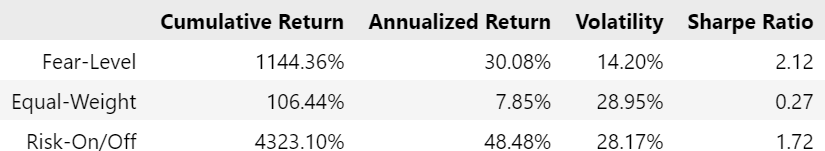 Cumulative Return Annualized Return Volatility Sharpe Ratio
Fear-Level 1144.36% 30.08% 14.20% 2.12
Equal-Weight 106.44% 7.85% 28.95% 0.27
Risk-On/Off 4323.10% 48.48% 28.17% 1.72